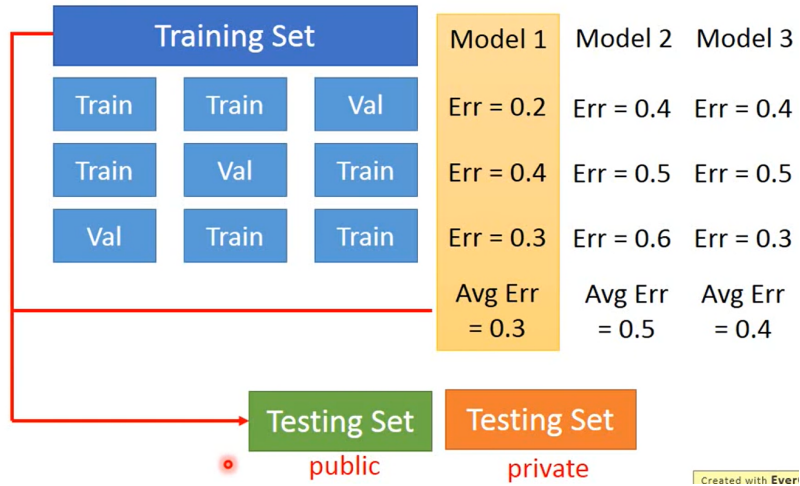 Training Set
Model 1 Model 2 Model 3
Train Train Val
Err = 0.2 Err = 0.4 Err = 0.4
Train Val Train
Err = 0.4 Err = 0.5 Err = 0.5
Val Train Train
Err = 0.3 Err = 0.6 Err = 0.3
Avg Err Avg Err Avg Err
= 0.3 = 0.5 = 0.4
Testing Set Testing Set
public private
Created with